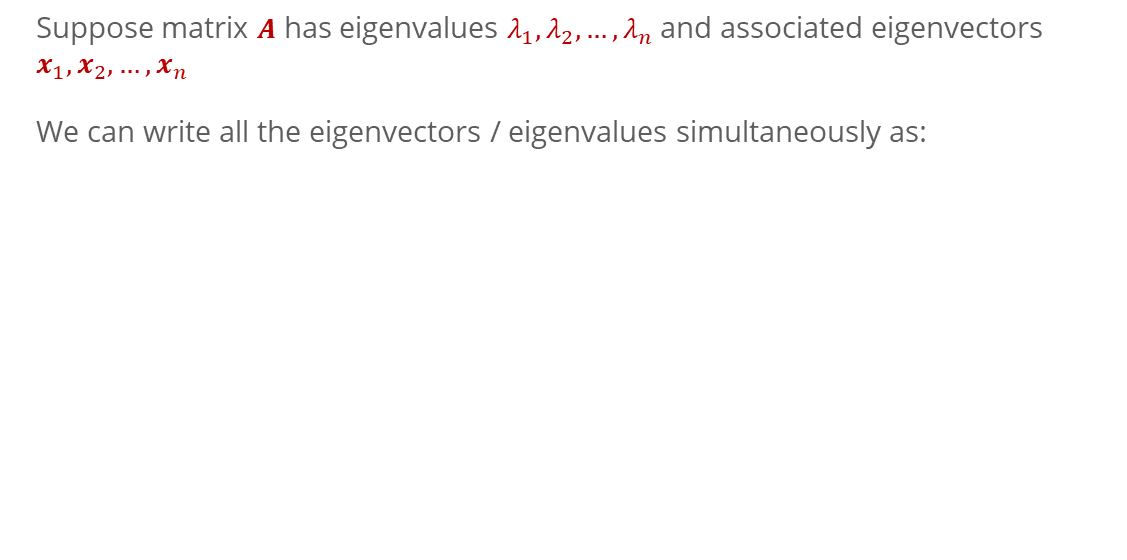 Suppose matrix 𝑨 has eigenvalues 𝜆₁, 𝜆₂, … , 𝜆ₙ and associated eigenvectors
𝒙₁, 𝒙₂, … , 𝒙ₙ
We can write all the eigenvectors / eigenvalues simultaneously as: